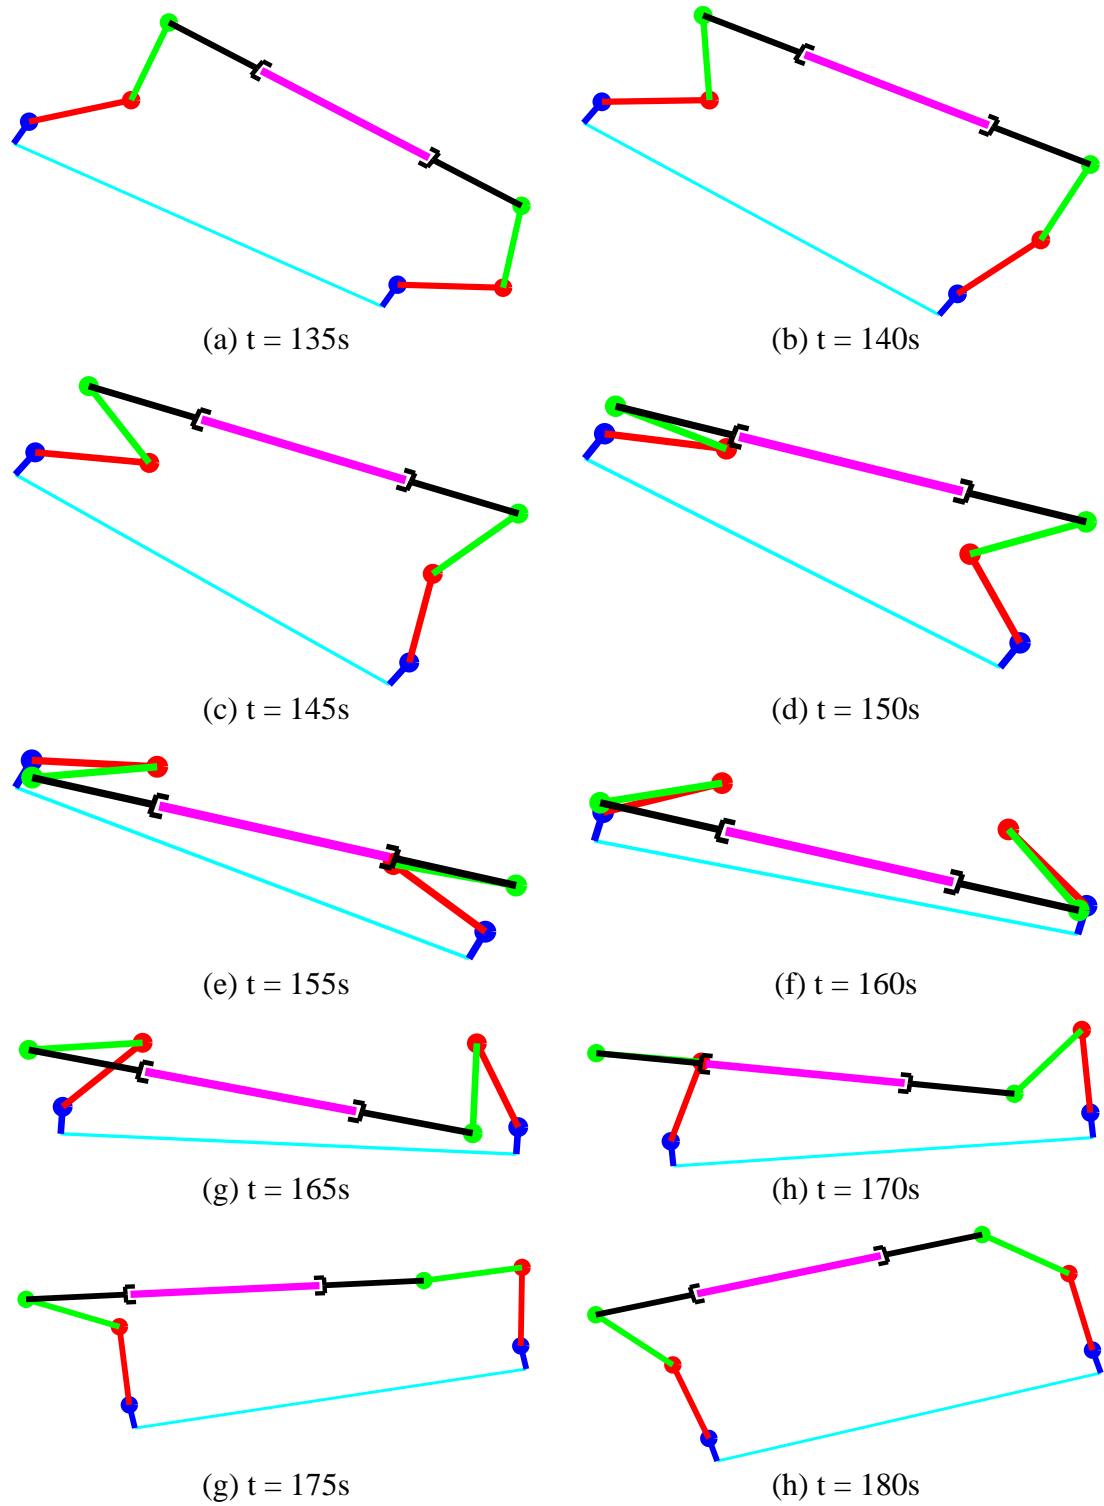 (a) t = 135s
(b) t = 140s
(c) t = 145s
(d) t = 150s
(e) t = 155s
(f) t = 160s
(g) t = 165s
(h) t = 170s
(g) t = 175s
(h) t = 180s